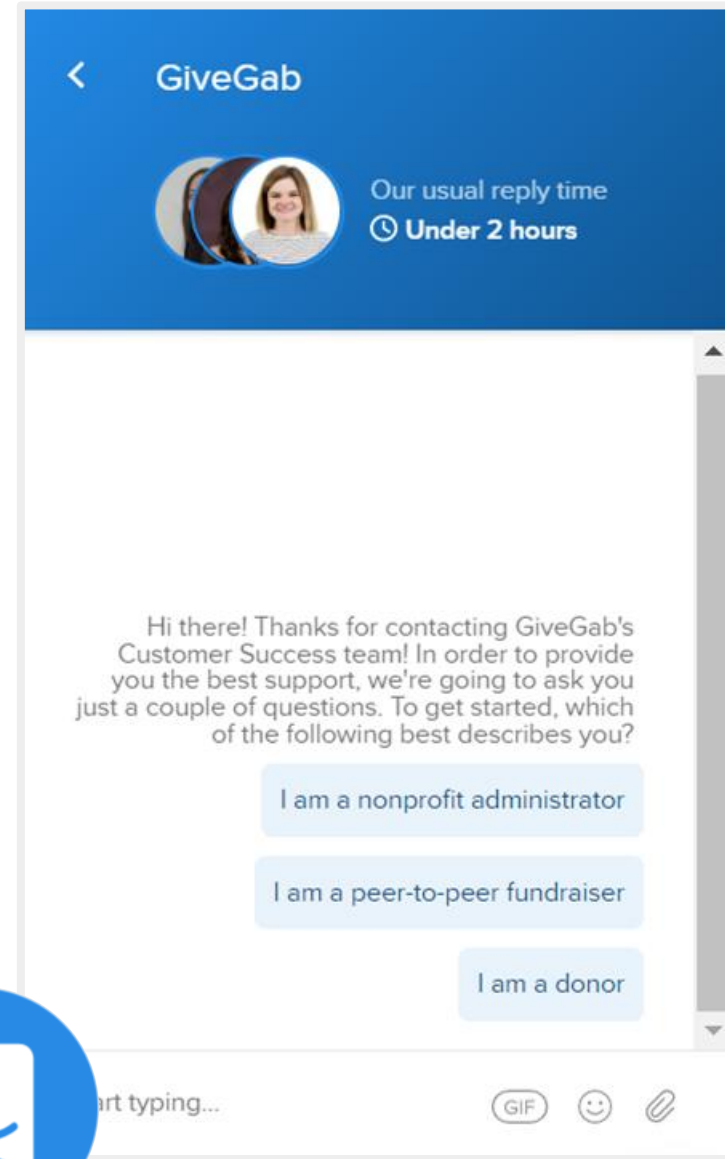 GiveGab
Our usual reply time
Under 2 hours
Hi there! Thanks for contacting GiveGab's
Customer Success team! In order to provide
you the best support, we're going to ask you
just a couple of questions. To get started, which
of the following best describes you?
I am a nonprofit administrator
I am a peer-to-peer fundraiser
I am a donor
typing...
GIF